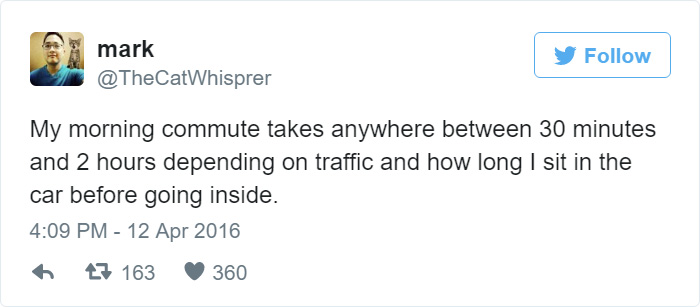 mark
@TheCatWhisprer
Follow
My morning commute takes anywhere between 30 minutes
and 2 hours depending on traffic and how long I sit in the
car before going inside.
4:09 PM - 12 Apr 2016
163 360